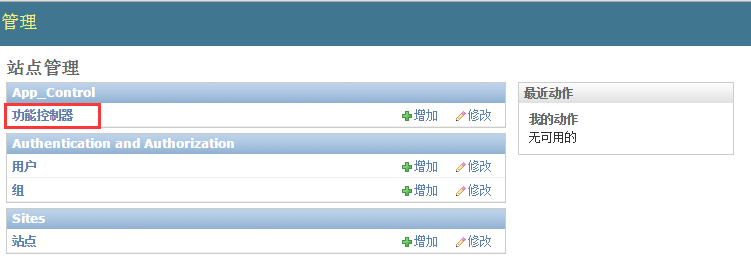 管理
站点管理
App_Control
功能控制器 增加 修改
Authentication and Authorization
用户 增加 修改
组 增加 修改
Sites
站点 增加 修改
最近动作
我的动作
无可用的